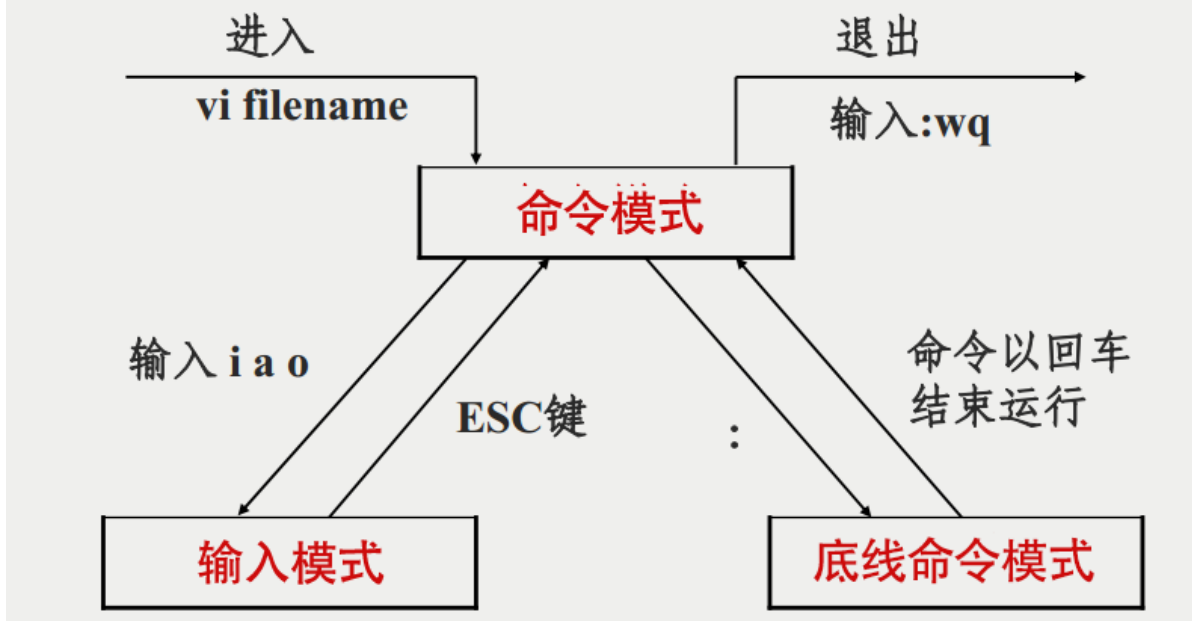 进入
vi filename
退出
输入:wq
命令模式
输入 i a o
ESC键
:
命令以回车
结束运行
输入模式
底线命令模式